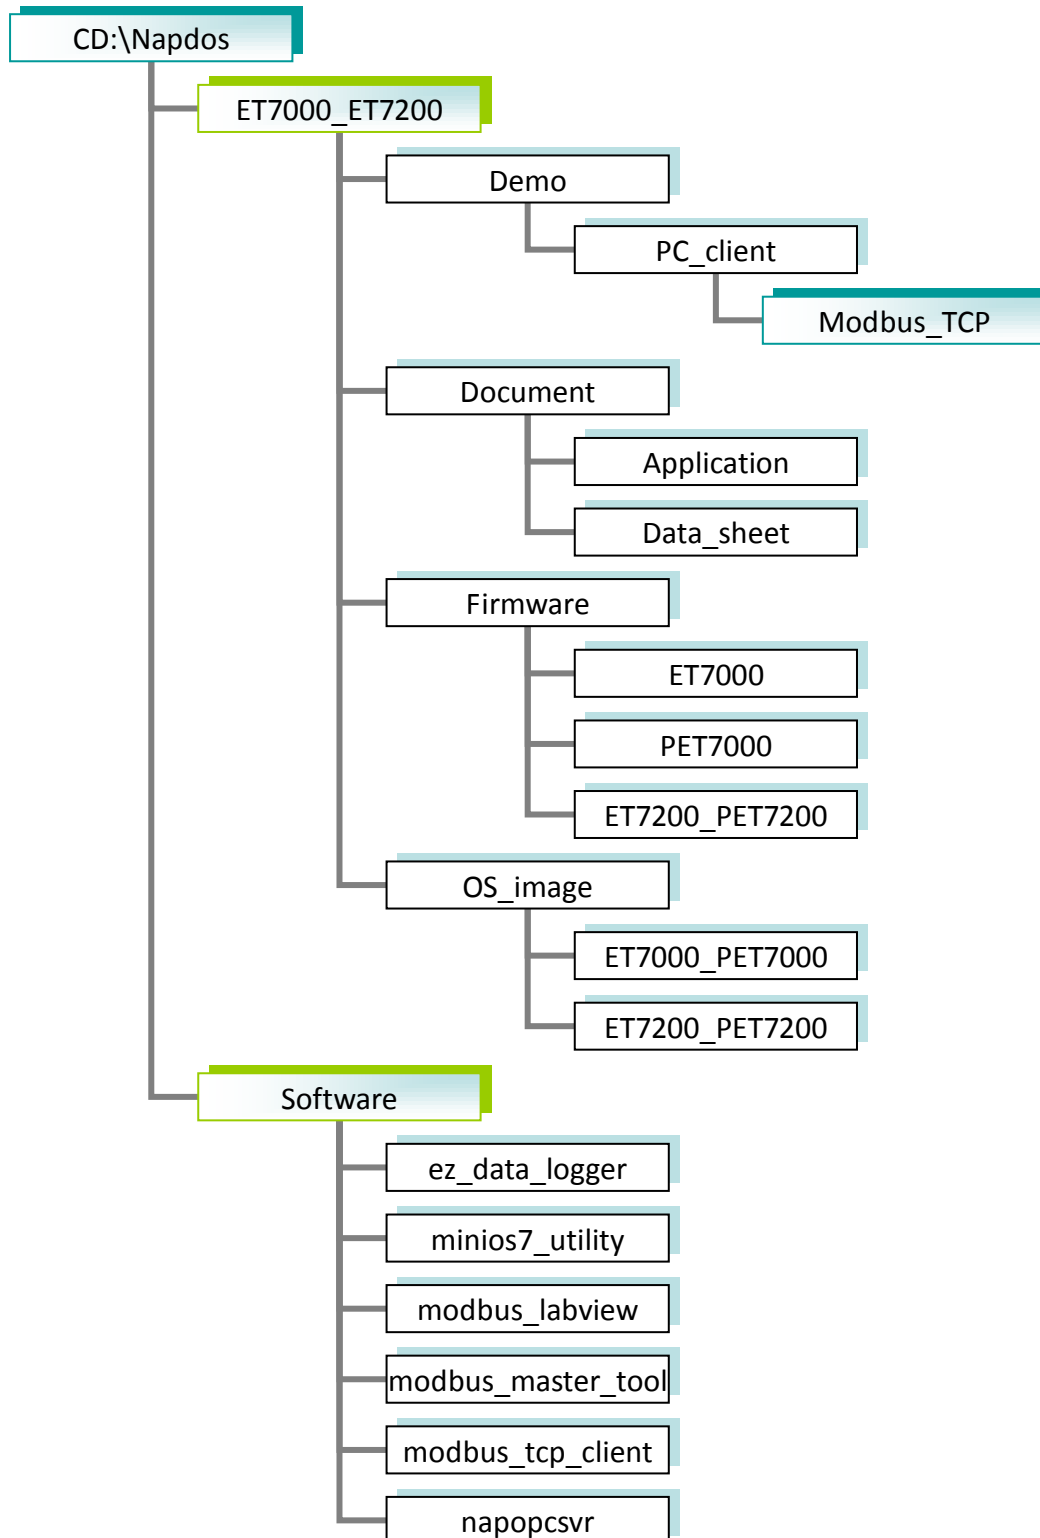 CD:\Napdos
ET7000_ET7200
Demo
PC_client
Modbus_TCP
Document
Application
Data_sheet
Firmware
ET7000
PET7000
ET7200_PET7200
OS_image
ET7000_PET7000
ET7200_PET7200
Software
ez_data_logger
minios7_utility
modbus_labview
modbus_master_tool
modbus_tcp_client
napopcsvr